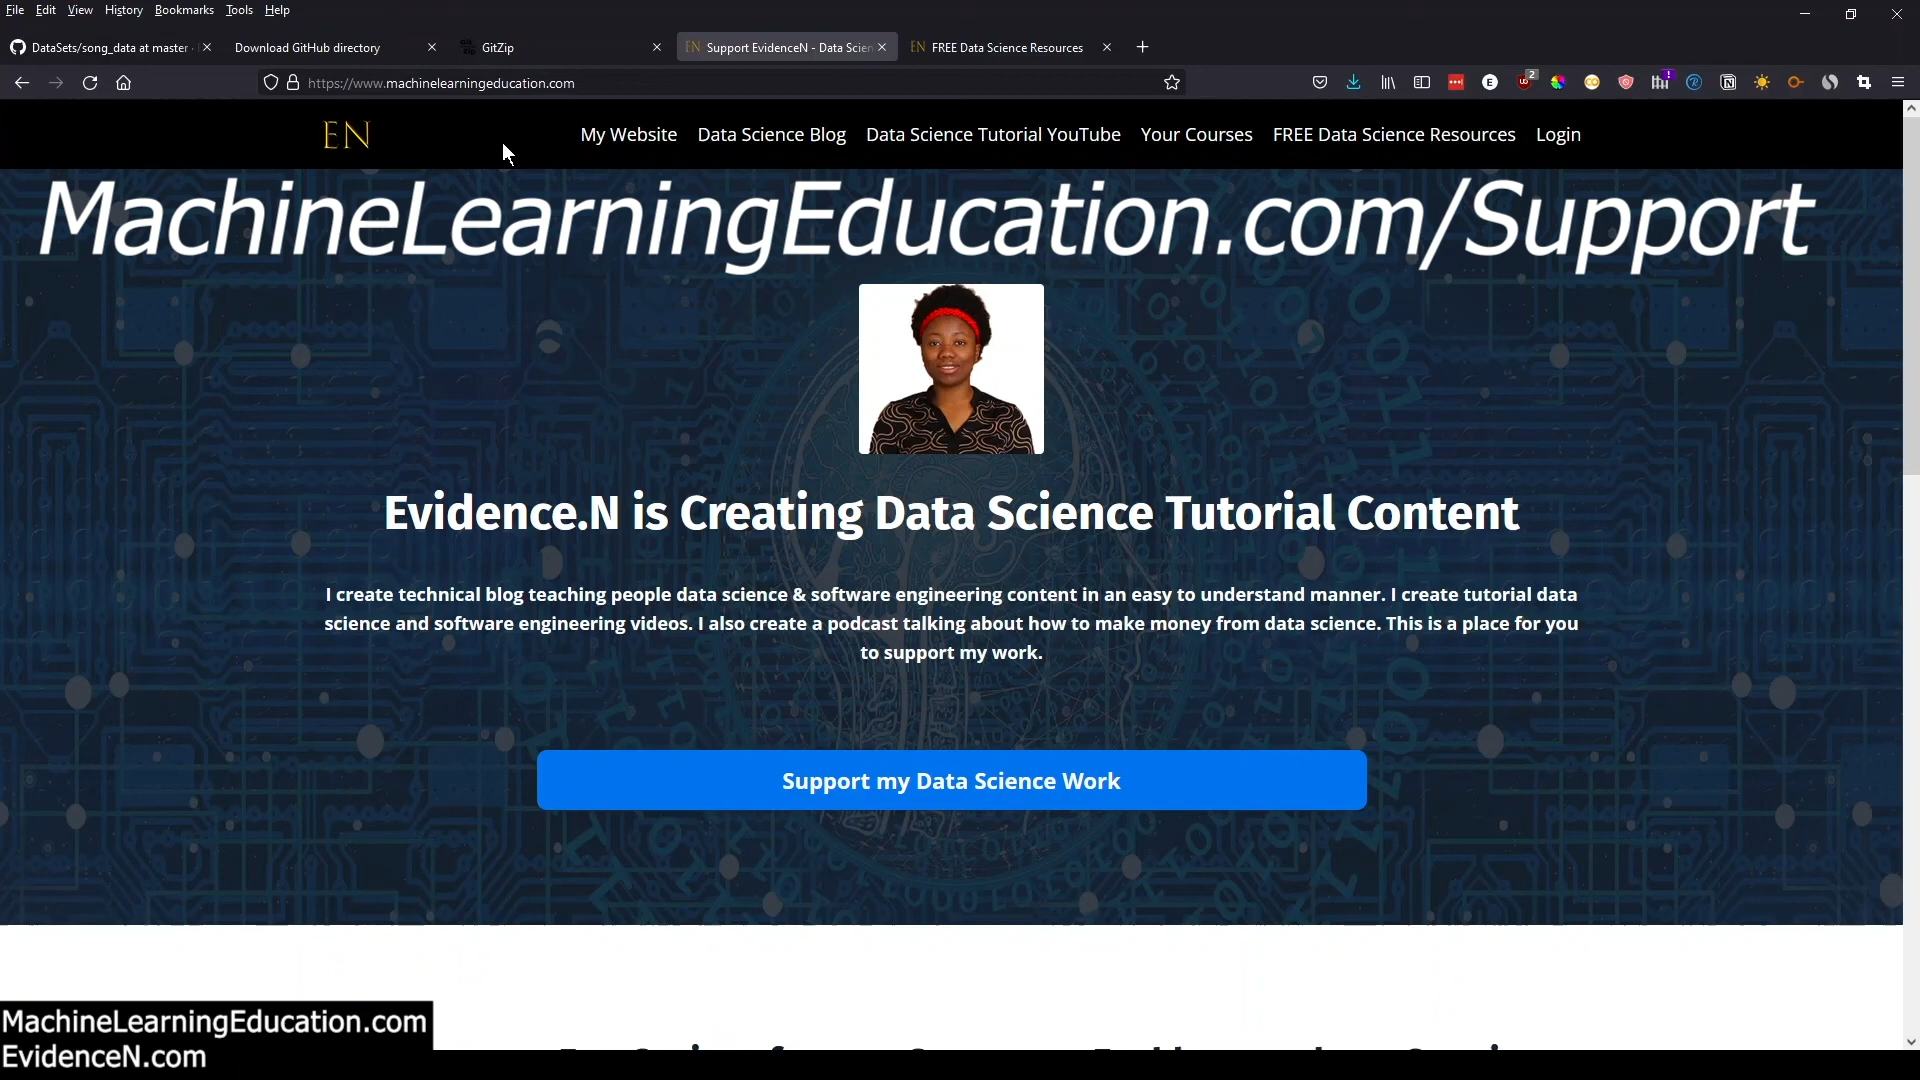 File Edit View History Bookmarks Tools Help
DataSets/song_data at master
Download GitHub directory
GitZip
EN Support EvidenceN - Data Scien
EN FREE Data Science Resources
https://www.machinelearningeducation.com
2
EN
My Website Data Science Blog Data Science Tutorial YouTube Your Courses FREE Data Science Resources Login
MachineLearningEducation.com/Support
Evidence.N is Creating Data Science Tutorial Content
I create technical blog teaching people data science & software engineering content in an easy to understand manner. I create tutorial data
science and software engineering videos. I also create a podcast talking about how to make money from data science. This is a place for you
to support my work.
Support my Data Science Work
MachineLearningEducation.com
EvidenceN.com